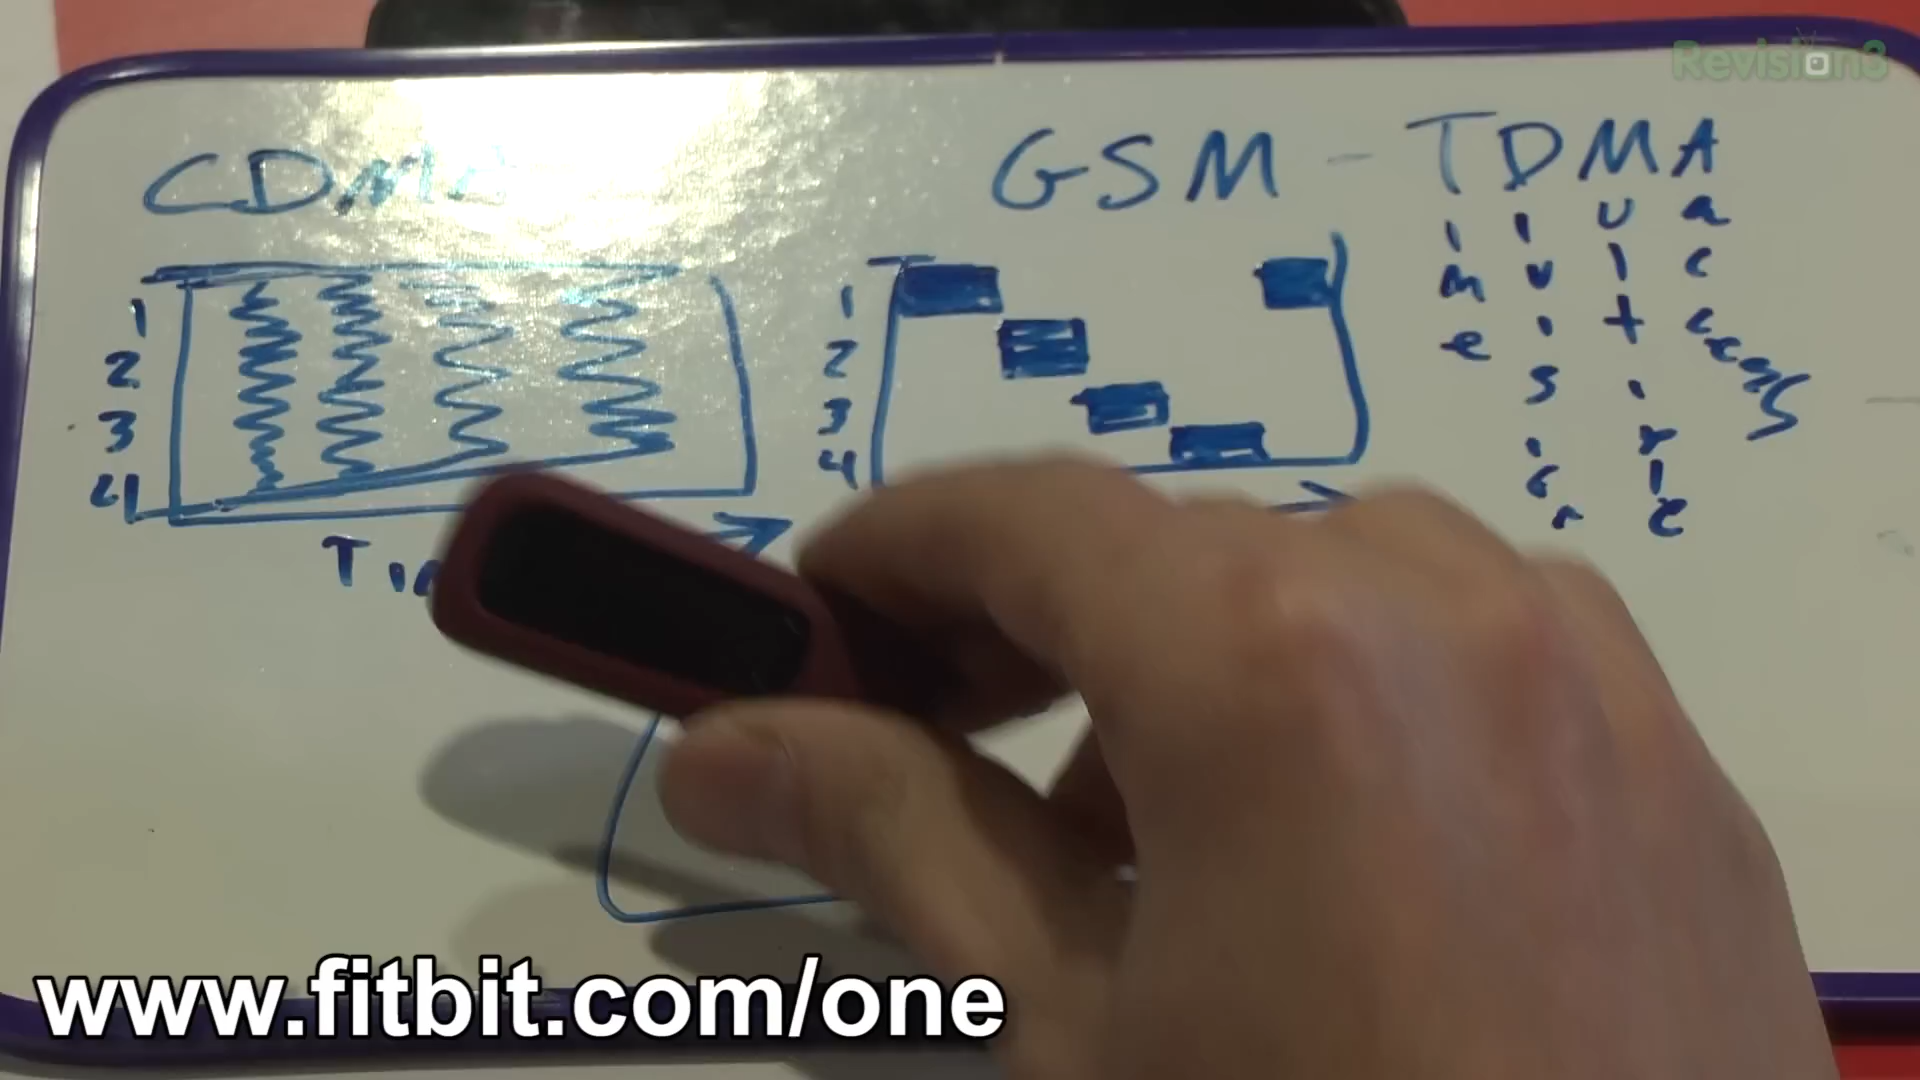 Revision3
CDMA
GSM - TDMA
Time
Division
Multiple
access
1
2
3
4
1
2
3
4
www.fitbit.com/one